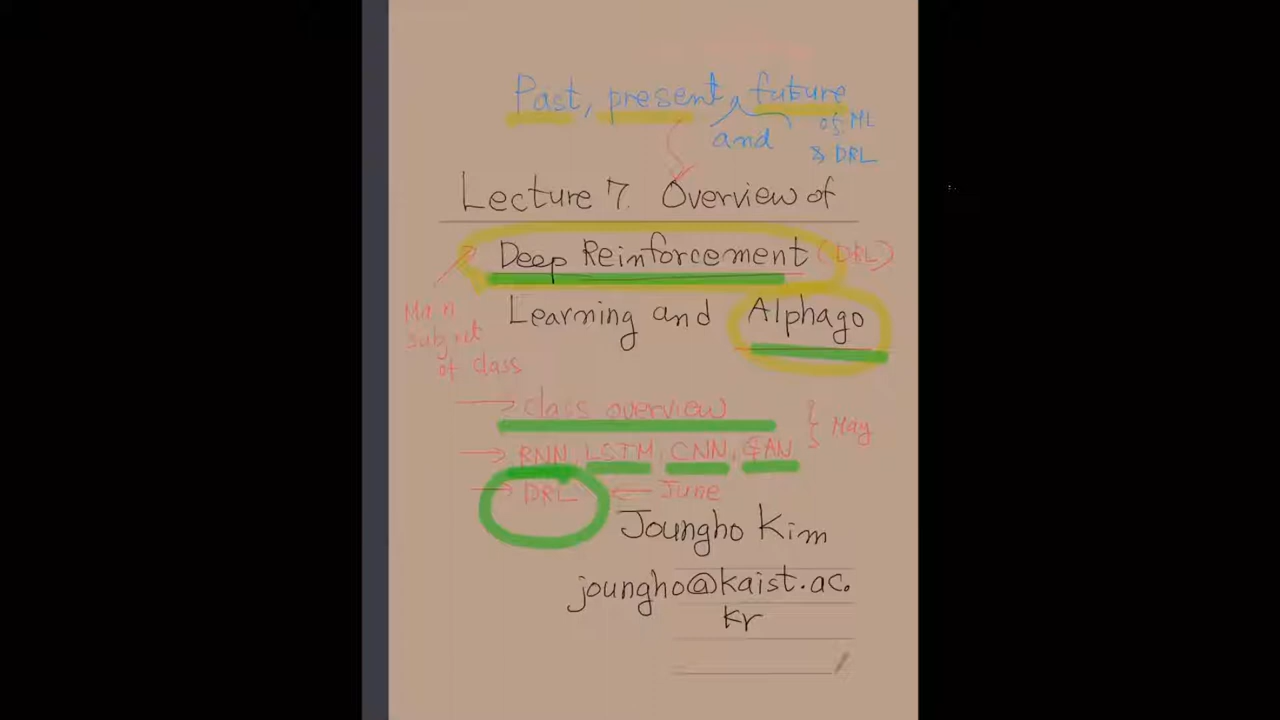 Past, present, future
and
of ML
& DRL
Lecture 7. Overview of
Deep Reinforcement (DRL)
Learning and Alphago
Main
subject
of class
→ class overview
→ RNN, LSTM, CNN, GAN
} May
→ DRL ← June
Joungho Kim
joungho@kaist.ac.
kr